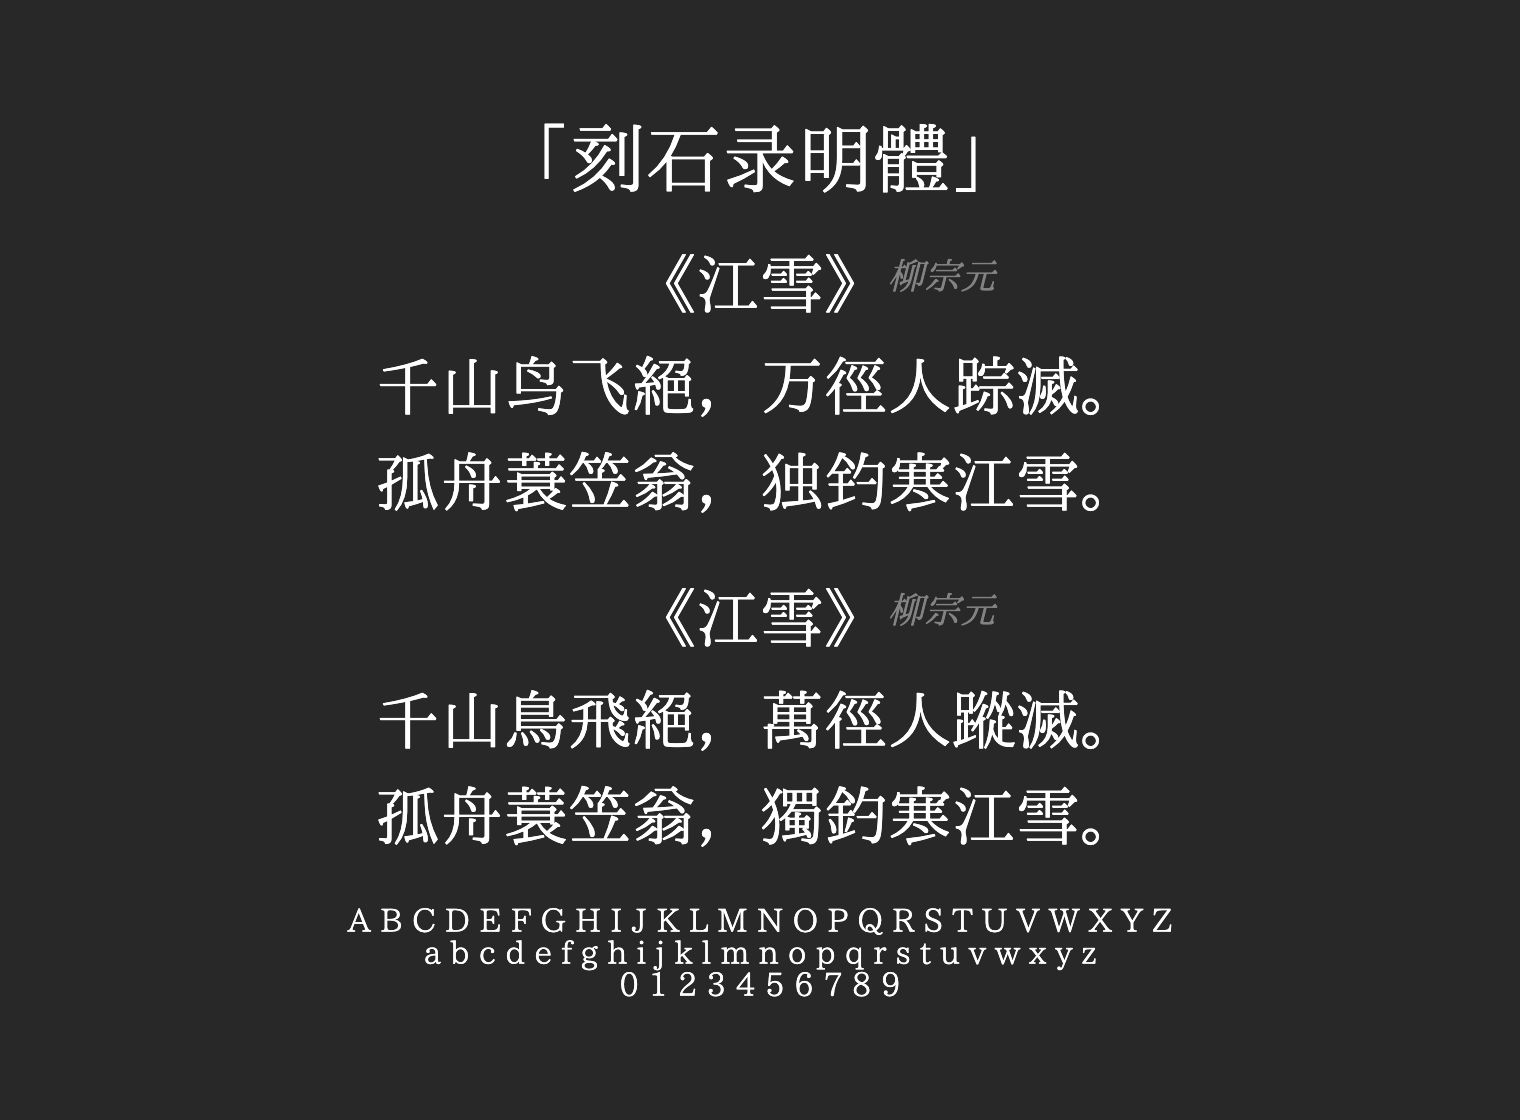 「刻石录明體」
《江雪》 柳宗元
千山鸟飞絕，万徑人踪滅。
孤舟蓑笠翁，独釣寒江雪。
《江雪》 柳宗元
千山鳥飛絕，萬徑人蹤滅。
孤舟蓑笠翁，獨釣寒江雪。
A B C D E F G H I J K L M N O P Q R S T U V W X Y Z
a b c d e f g h i j k l m n o p q r s t u v w x y z
0 1 2 3 4 5 6 7 8 9